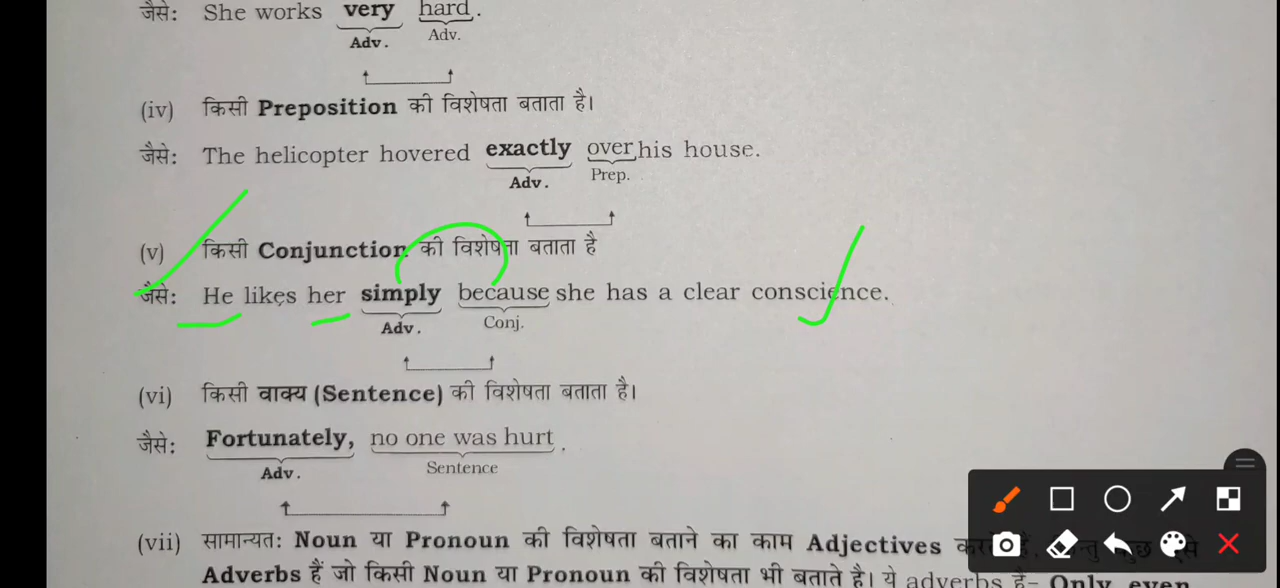 जैसे: She works very hard.
Adv. Adv.
(iv) किसी Preposition की विशेषता बताता है।
जैसे: The helicopter hovered exactly over his house.
Adv. Prep.
(v) किसी Conjunction की विशेषता बताता है
जैसे: He likes her simply because she has a clear conscience.
Adv. Conj.
(vi) किसी वाक्य (Sentence) की विशेषता बताता है।
जैसे: Fortunately, no one was hurt.
Adv. Sentence
(vii) सामान्यत: Noun या Pronoun की विशेषता बताने का काम Adjectives
Adverbs हैं जो किसी Noun या Pronoun की विशेषता भी बताते है। ये adverbs है- Only, even